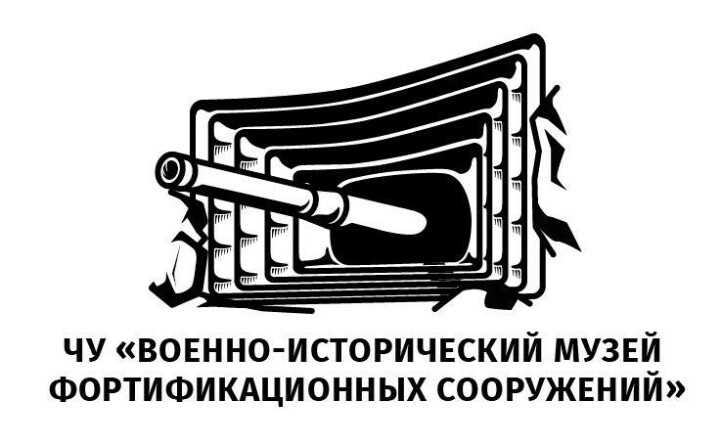 ЧУ «ВОЕННО-ИСТОРИЧЕСКИЙ МУЗЕЙ
ФОРТИФИКАЦИОННЫХ СООРУЖЕНИЙ»